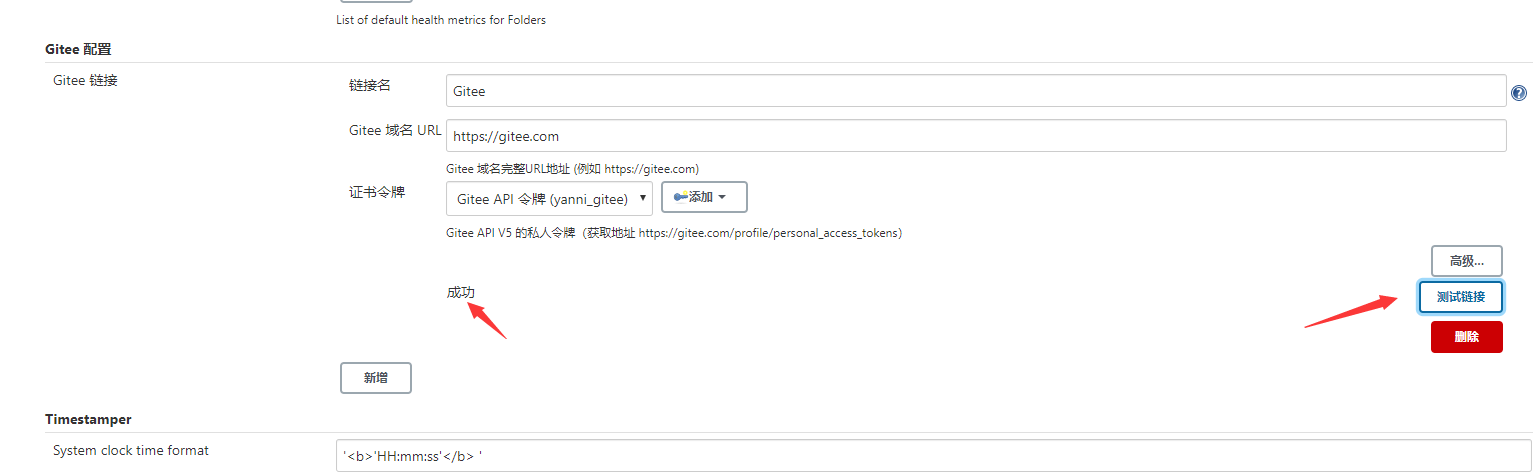 List of default health metrics for Folders
Gitee 配置
Gitee 链接
链接名
Gitee
Gitee 域名 URL
https://gitee.com
Gitee 域名完整URL地址 (例如 https://gitee.com)
证书令牌
Gitee API 令牌 (yanni_gitee)
添加
Gitee API V5 的私人令牌（获取地址 https://gitee.com/profile/personal_access_tokens）
高级...
成功
测试链接
删除
新增
Timestamper
System clock time format
'<b>'HH:mm:ss'</b> '